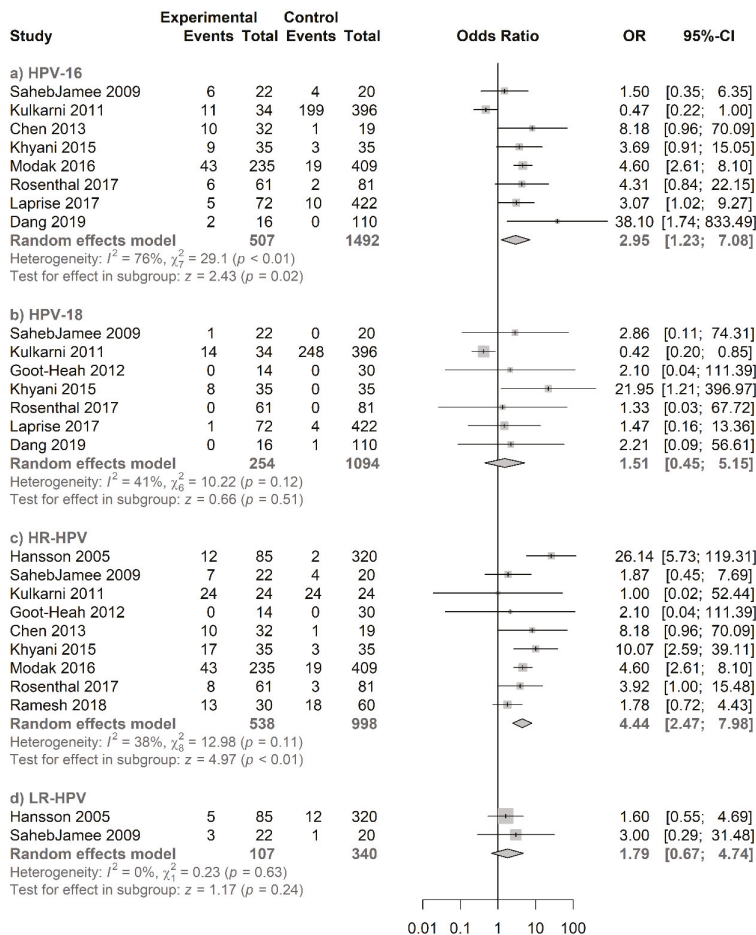 Experimental Control
Study Events Total Events Total Odds Ratio OR 95%-CI
a) HPV-16
SahebJamee 2009 6 22 4 20 1.50 [0.35; 6.35]
Kulkarni 2011 11 34 199 396 0.47 [0.22; 1.00]
Chen 2013 10 32 1 19 8.18 [0.96; 70.09]
Khyani 2015 9 35 3 35 3.69 [0.91; 15.05]
Modak 2016 43 235 19 409 4.60 [2.61; 8.10]
Rosenthal 2017 6 61 2 81 4.31 [0.84; 22.15]
Laprise 2017 5 72 10 422 3.07 [1.02; 9.27]
Dang 2019 2 16 0 110 38.10 [1.74; 833.49]
Random effects model 507 1492 2.95 [1.23; 7.08]
Heterogeneity: I² = 76%, χ²₇ = 29.1 (p < 0.01)
Test for effect in subgroup: z = 2.43 (p = 0.02)
b) HPV-18
SahebJamee 2009 1 22 0 20 2.86 [0.11; 74.31]
Kulkarni 2011 14 34 248 396 0.42 [0.20; 0.85]
Goot-Heah 2012 0 14 0 30 2.10 [0.04; 111.39]
Khyani 2015 8 35 0 35 21.95 [1.21; 396.97]
Rosenthal 2017 0 61 0 81 1.33 [0.03; 67.72]
Laprise 2017 1 72 4 422 1.47 [0.16; 13.36]
Dang 2019 0 16 1 110 2.21 [0.09; 56.61]
Random effects model 254 1094 1.51 [0.45; 5.15]
Heterogeneity: I² = 41%, χ²₆ = 10.22 (p = 0.12)
Test for effect in subgroup: z = 0.66 (p = 0.51)
c) HR-HPV
Hansson 2005 12 85 2 320 26.14 [5.73; 119.31]
SahebJamee 2009 7 22 4 20 1.87 [0.45; 7.69]
Kulkarni 2011 24 24 24 24 1.00 [0.02; 52.44]
Goot-Heah 2012 0 14 0 30 2.10 [0.04; 111.39]
Chen 2013 10 32 1 19 8.18 [0.96; 70.09]
Khyani 2015 17 35 3 35 10.07 [2.59; 39.11]
Modak 2016 43 235 19 409 4.60 [2.61; 8.10]
Rosenthal 2017 8 61 3 81 3.92 [1.00; 15.48]
Ramesh 2018 13 30 18 60 1.78 [0.72; 4.43]
Random effects model 538 998 4.44 [2.47; 7.98]
Heterogeneity: I² = 38%, χ²₈ = 12.98 (p = 0.11)
Test for effect in subgroup: z = 4.97 (p < 0.01)
d) LR-HPV
Hansson 2005 5 85 12 320 1.60 [0.55; 4.69]
SahebJamee 2009 3 22 1 20 3.00 [0.29; 31.48]
Random effects model 107 340 1.79 [0.67; 4.74]
Heterogeneity: I² = 0%, χ²₁ = 0.23 (p = 0.63)
Test for effect in subgroup: z = 1.17 (p = 0.24)
0.01 0.1 1 10 100